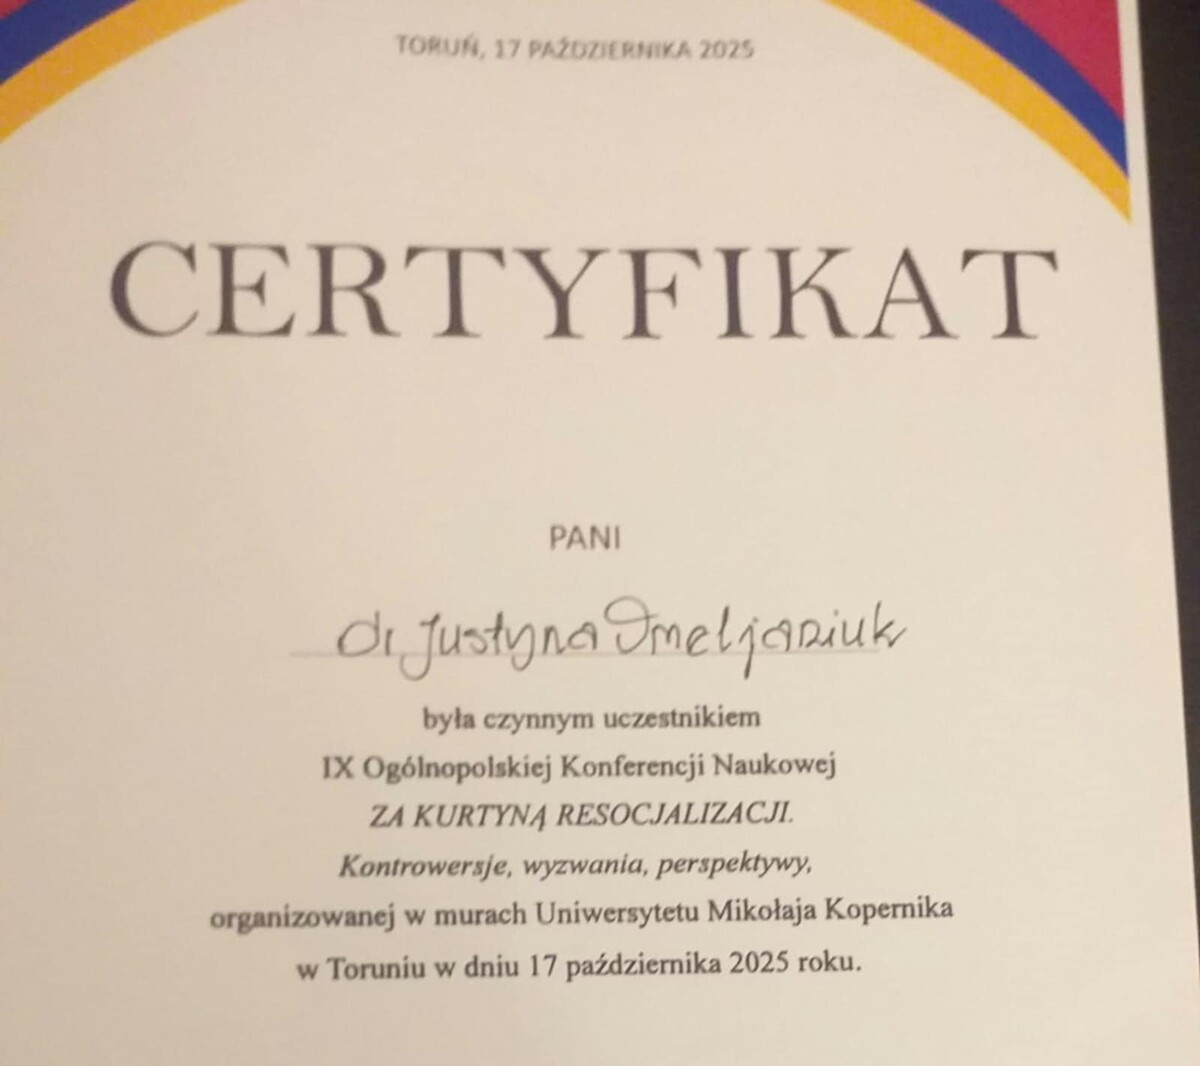 TORUŃ, 17 PAŹDZIERNIKA 2025
CERTYFIKAT
PANI
dr Justyna Omeljaniuk
była czynnym uczestnikiem
IX Ogólnopolskiej Konferencji Naukowej
ZA KURTYNĄ RESOCJALIZACJI.
Kontrowersje, wyzwania, perspektywy,
organizowanej w murach Uniwersytetu Mikołaja Kopernika
w Toruniu w dniu 17 października 2025 roku.